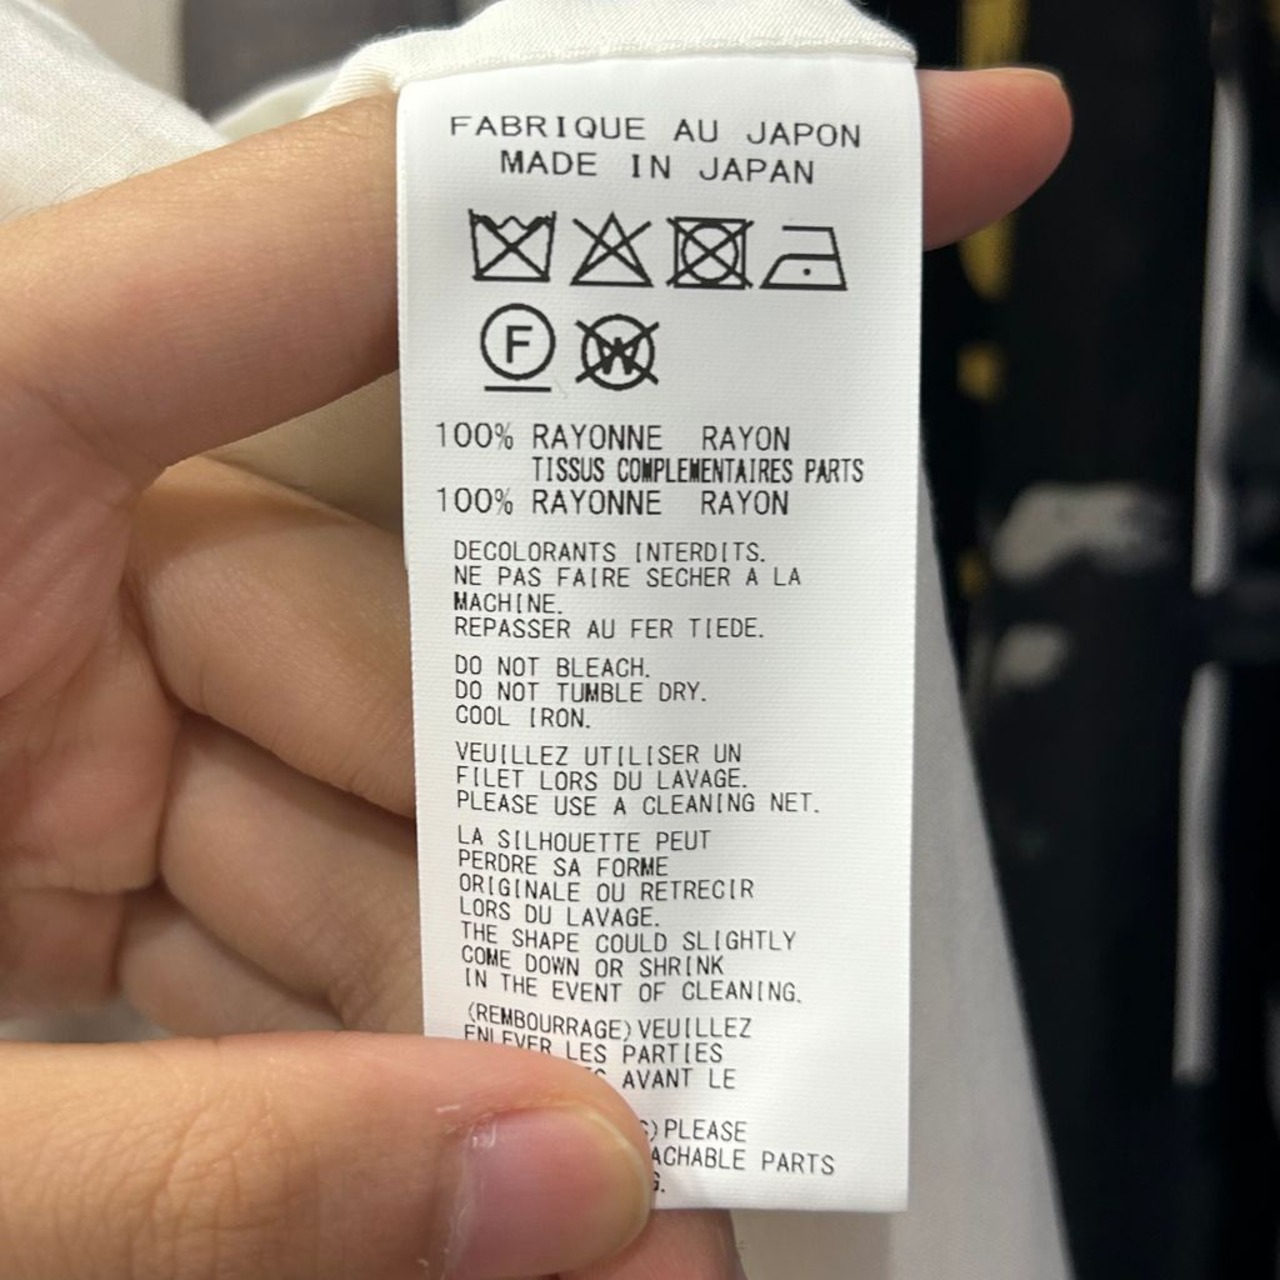 FABRIQUE AU JAPON
MADE IN JAPAN
F
W
100% RAYONNE RAYON
TISSUS COMPLEMENTAIRES PARTS
100% RAYONNE RAYON
DECOLORANTS INTERDITS.
NE PAS FAIRE SECHER A LA
MACHINE.
REPASSER AU FER TIEDE.
DO NOT BLEACH.
DO NOT TUMBLE DRY.
COOL IRON.
VEUILLEZ UTILISER UN
FILET LORS DU LAVAGE.
PLEASE USE A CLEANING NET.
LA SILHOUETTE PEUT
PERDRE SA FORME
ORIGINALE OU RETRECIR
LORS DU LAVAGE.
THE SHAPE COULD SLIGHTLY
COME DOWN OR SHRINK
IN THE EVENT OF CLEANING.
(REMBOURRAGE)VEUILLEZ
ENLEVER LES PARTIES
AVANT LE
PLEASE
PARTS